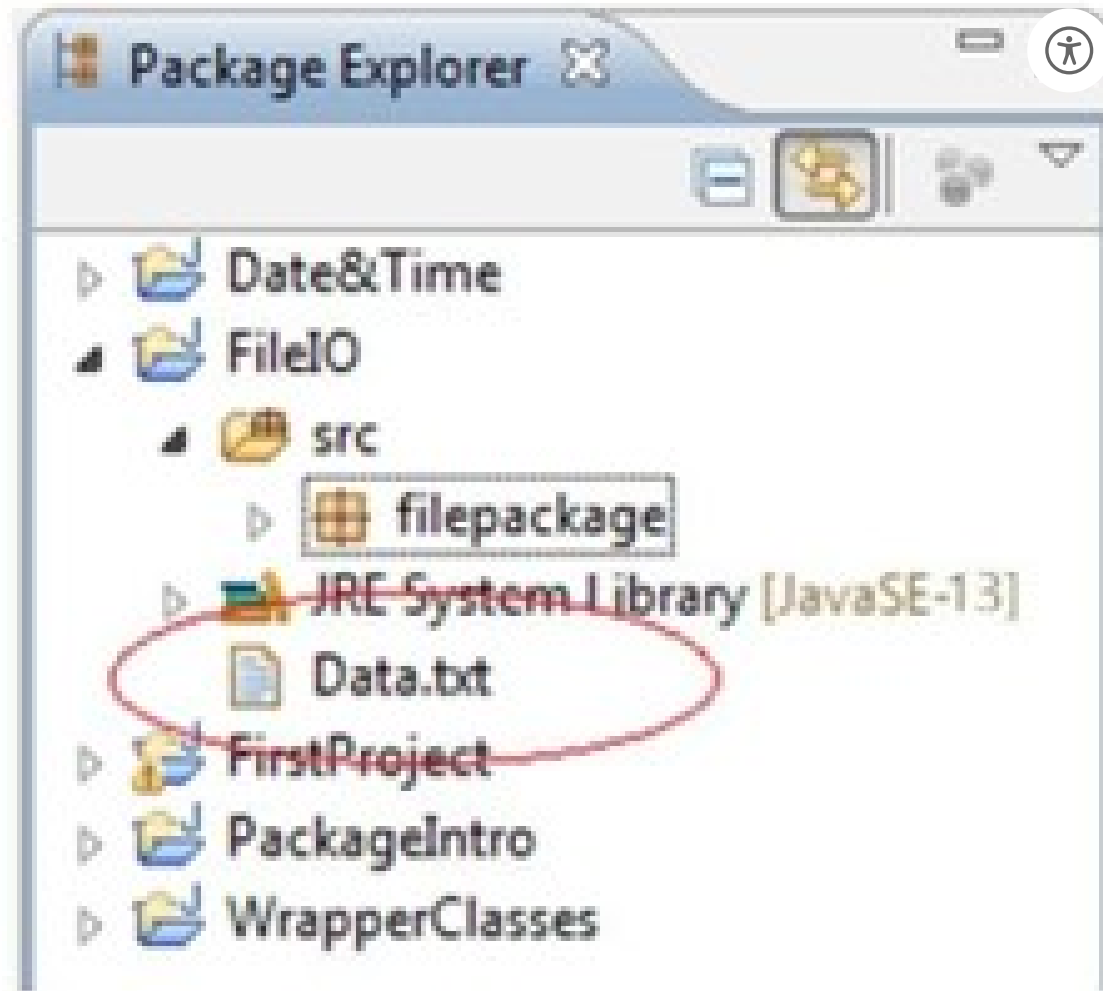 Package Explorer
Date&Time
FileIO
src
filepackage
JRE System Library [JavaSE-13]
Data.txt
FirstProject
PackageIntro
WrapperClasses